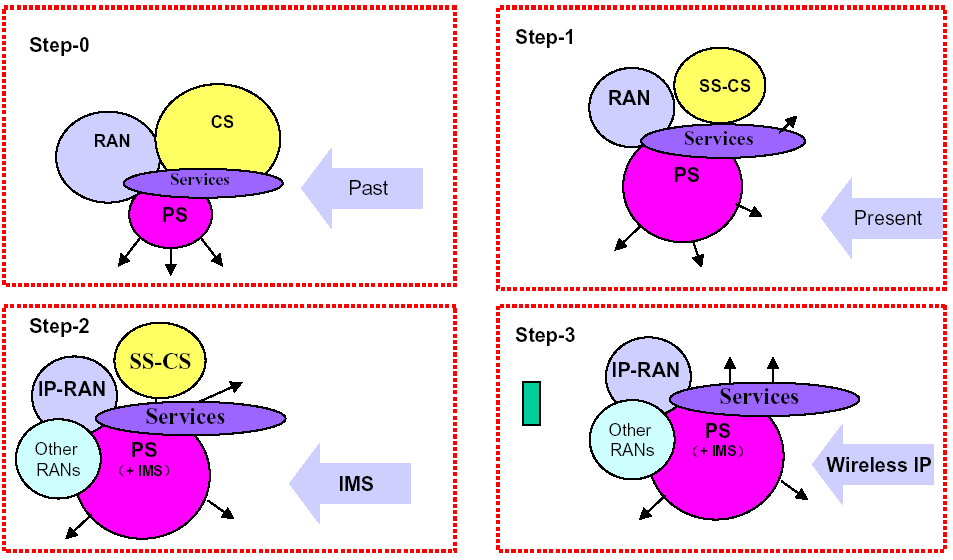 Step-0
RAN
CS
Services
PS
Past
Step-1
RAN
SS-CS
Services
PS
Present
Step-2
SS-CS
IP-RAN
Services
Other
RANs
PS
(+ IMS)
IMS
Step-3
IP-RAN
Services
Other
RANs
PS
(+ IMS)
Wireless IP